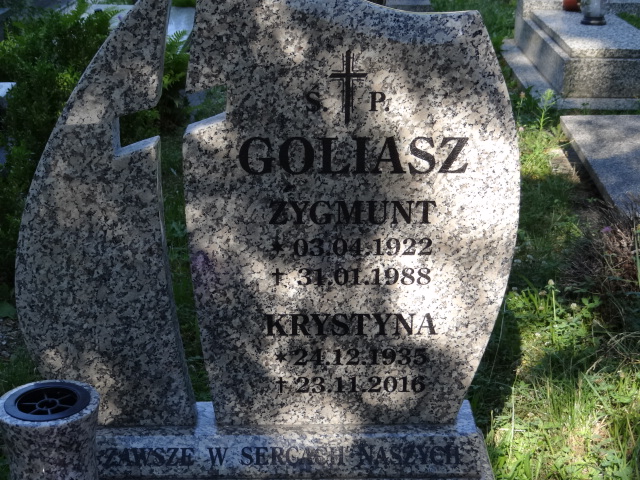 Ś. P.
GOLIASZ
ZYGMUNT
* 03.04.1922
† 31.01.1988
KRYSTYNA
* 24.12.1935
† 23.11.2016
ZAWSZE W SERCACH NASZYCH